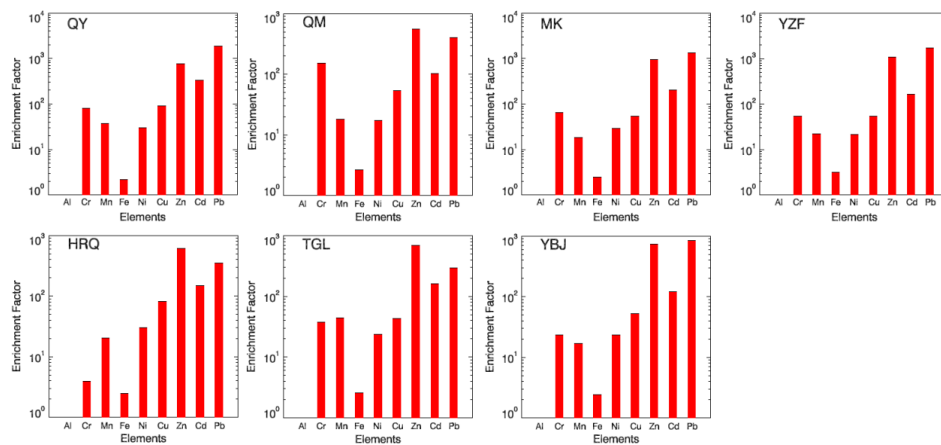 QY
Enrichment Factor
10^4
10^3
10^2
10^1
10^0
Al Cr Mn Fe Ni Cu Zn Cd Pb
Elements
QM
Enrichment Factor
10^3
10^2
10^1
10^0
Al Cr Mn Fe Ni Cu Zn Cd Pb
Elements
MK
Enrichment Factor
10^4
10^3
10^2
10^1
10^0
Al Cr Mn Fe Ni Cu Zn Cd Pb
Elements
YZF
Enrichment Factor
10^4
10^3
10^2
10^1
10^0
Al Cr Mn Fe Ni Cu Zn Cd Pb
Elements
HRQ
Enrichment Factor
10^3
10^2
10^1
10^0
Al Cr Mn Fe Ni Cu Zn Cd Pb
Elements
TGL
Enrichment Factor
10^3
10^2
10^1
10^0
Al Cr Mn Fe Ni Cu Zn Cd Pb
Elements
YBJ
Enrichment Factor
10^3
10^2
10^1
10^0
Al Cr Mn Fe Ni Cu Zn Cd Pb
Elements